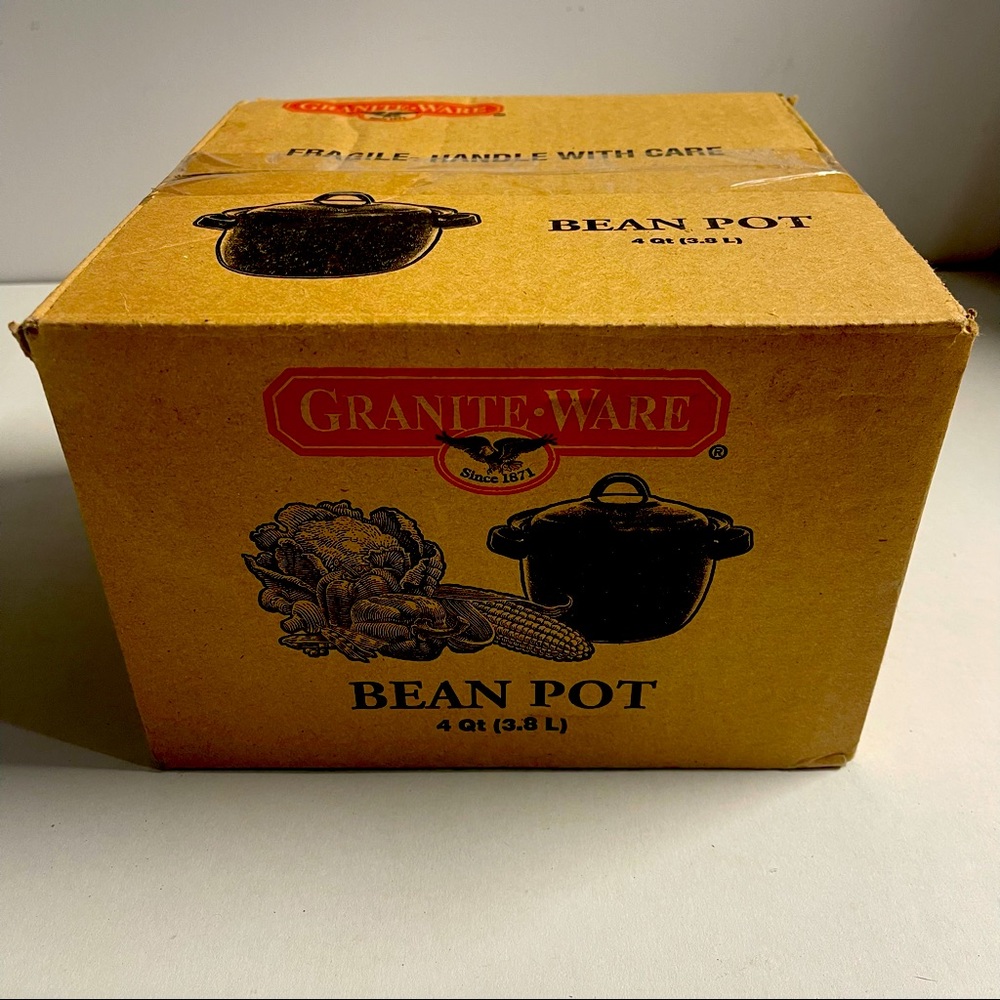 GRANITE·WARE®
FRAGILE- HANDLE WITH CARE
BEAN POT
4 Qt (3.8 L)
GRANITE·WARE
®
Since 1871
BEAN POT
4 Qt (3.8 L)